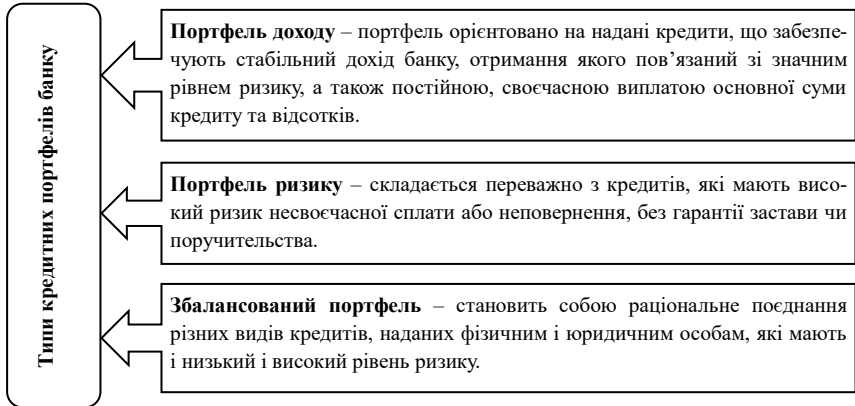 Типи кредитних портфелів банку
Портфель доходу – портфель орієнтовано на надані кредити, що забезпе-
чують стабільний дохід банку, отримання якого пов’язаний зі значним
рівнем ризику, а також постійною, своєчасною виплатою основної суми
кредиту та відсотків.
Портфель ризику – складається переважно з кредитів, які мають висо-
кий ризик несвоєчасної сплати або неповернення, без гарантії застави чи
поручительства.
Збалансований портфель – становить собою раціональне поєднання
різних видів кредитів, наданих фізичним і юридичним особам, які мають
і низький і високий рівень ризику.